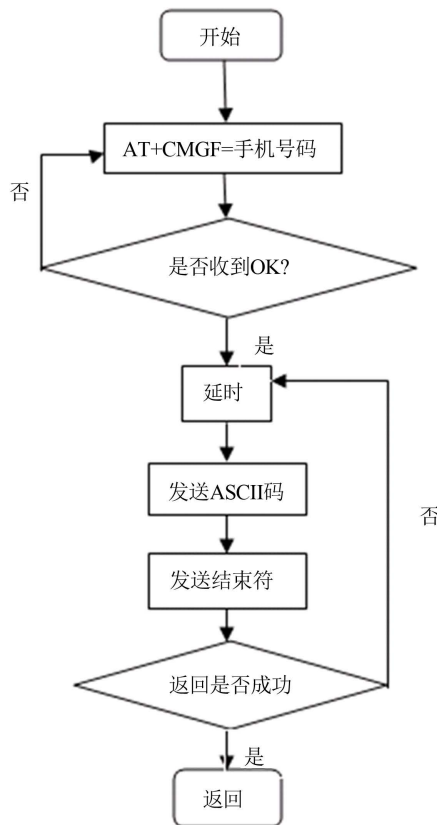 开始
AT+CMGF=手机号码
否
是否收到OK?
是
延时
发送ASCII码
否
发送结束符
返回是否成功
是
返回